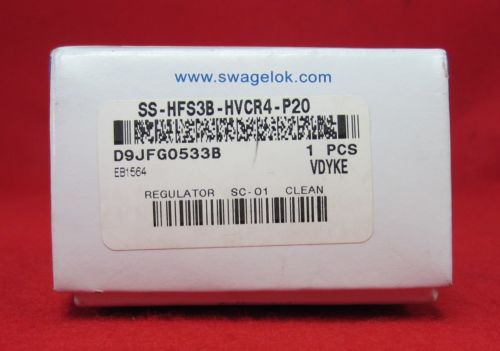 www.swagelok.com
SS-HFS3B-HVCR4-P20
D9JFG0533B 1 PCS
EB1564 VDYKE
REGULATOR SC-01 CLEAN